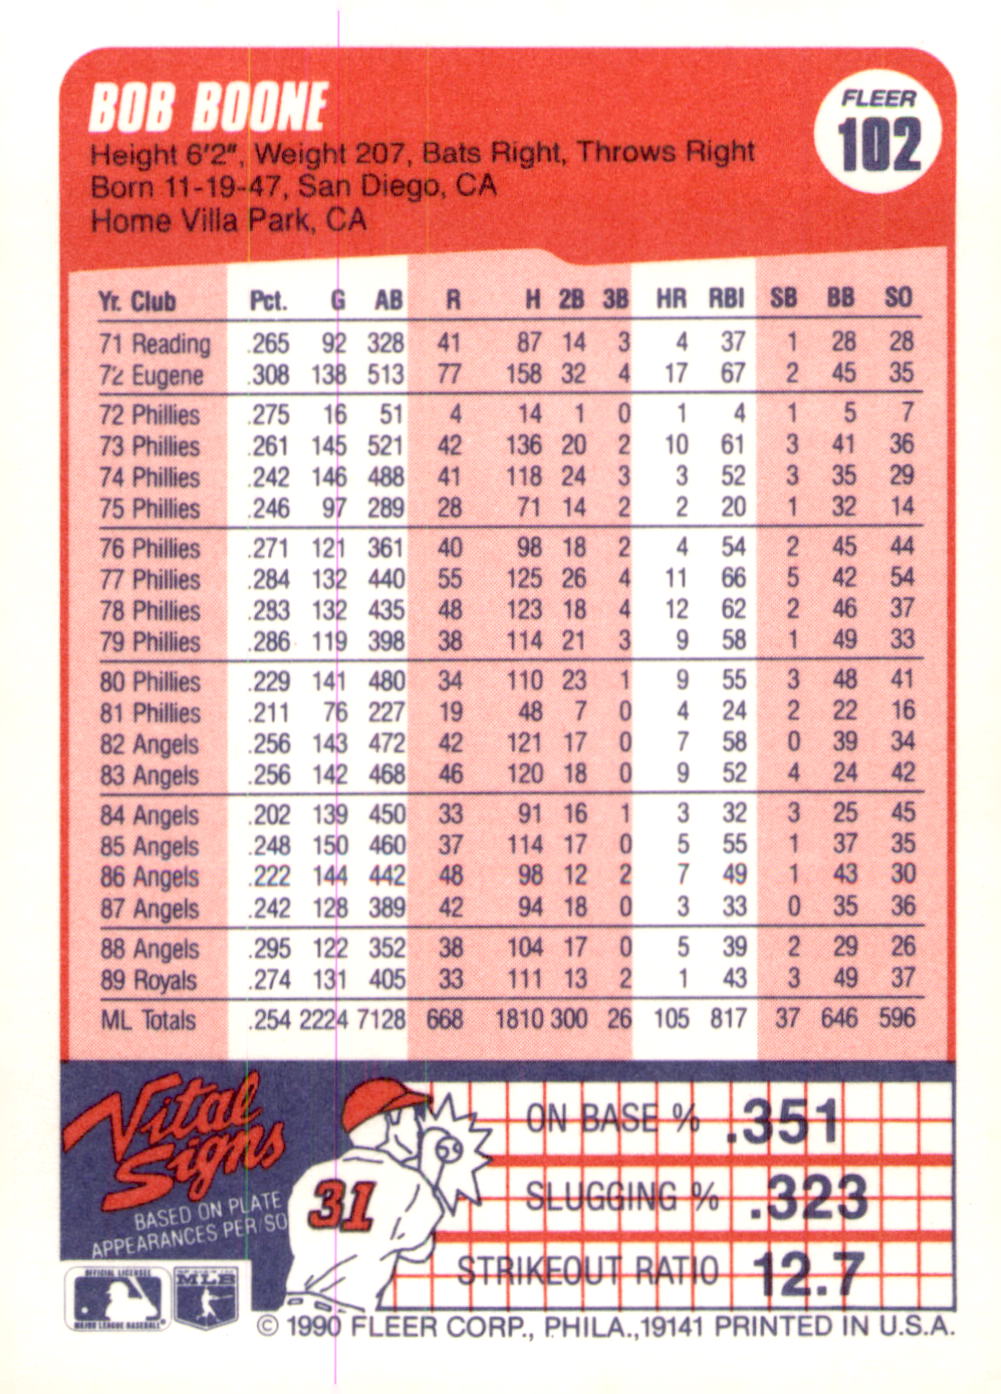 BOB BOONE
FLEER
102
Height 6'2", Weight 207, Bats Right, Throws Right
Born 11-19-47, San Diego, CA
Home Villa Park, CA
Yr. Club Pct. G AB R H 2B 3B HR RBI SB BB SO
71 Reading .265 92 328 41 87 14 3 4 37 1 28 28
72 Eugene .308 138 513 77 158 32 4 17 67 2 45 35
72 Phillies .275 16 51 4 14 1 0 1 4 1 5 7
73 Phillies .261 145 521 42 136 20 2 10 61 3 41 36
74 Phillies .242 146 488 41 118 24 3 3 52 3 35 29
75 Phillies .246 97 289 28 71 14 2 2 20 1 32 14
76 Phillies .271 121 361 40 98 18 2 4 54 2 45 44
77 Phillies .284 132 440 55 125 26 4 11 66 5 42 54
78 Phillies .283 132 435 48 123 18 4 12 62 2 46 37
79 Phillies .286 119 398 38 114 21 3 9 58 1 49 33
80 Phillies .229 141 480 34 110 23 1 9 55 3 48 41
81 Phillies .211 76 227 19 48 7 0 4 24 2 22 16
82 Angels .256 143 472 42 121 17 0 7 58 0 39 34
83 Angels .256 142 468 46 120 18 0 9 52 4 24 42
84 Angels .202 139 450 33 91 16 1 3 32 3 25 45
85 Angels .248 150 460 37 114 17 0 5 55 1 37 35
86 Angels .222 144 442 48 98 12 2 7 49 1 43 30
87 Angels .242 128 389 42 94 18 0 3 33 0 35 36
88 Angels .295 122 352 38 104 17 0 5 39 2 29 26
89 Royals .274 131 405 33 111 13 2 1 43 3 49 37
ML Totals .254 2224 7128 668 1810 300 26 105 817 37 646 596
Vital
Signs
BASED ON PLATE
APPEARANCES PER/SO
31
ON BASE % .351
SLUGGING % .323
STRIKEOUT RATIO 12.7
OFFICIAL LICENSEE
MAJOR LEAGUE BASEBALL
MLB
© 1990 FLEER CORP., PHILA.,19141 PRINTED IN U.S.A.